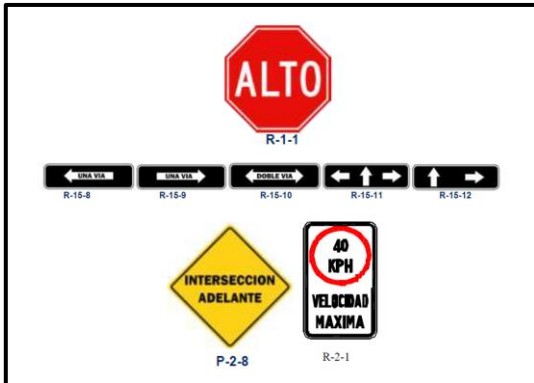 ALTO
R-1-1
UNA VIA
UNA VIA
DOBLE VIA
R-15-8
R-15-9
R-15-10
R-15-11
R-15-12
INTERSECCION
ADELANTE
P-2-8
40
KPH
VELOCIDAD
MAXIMA
R-2-1